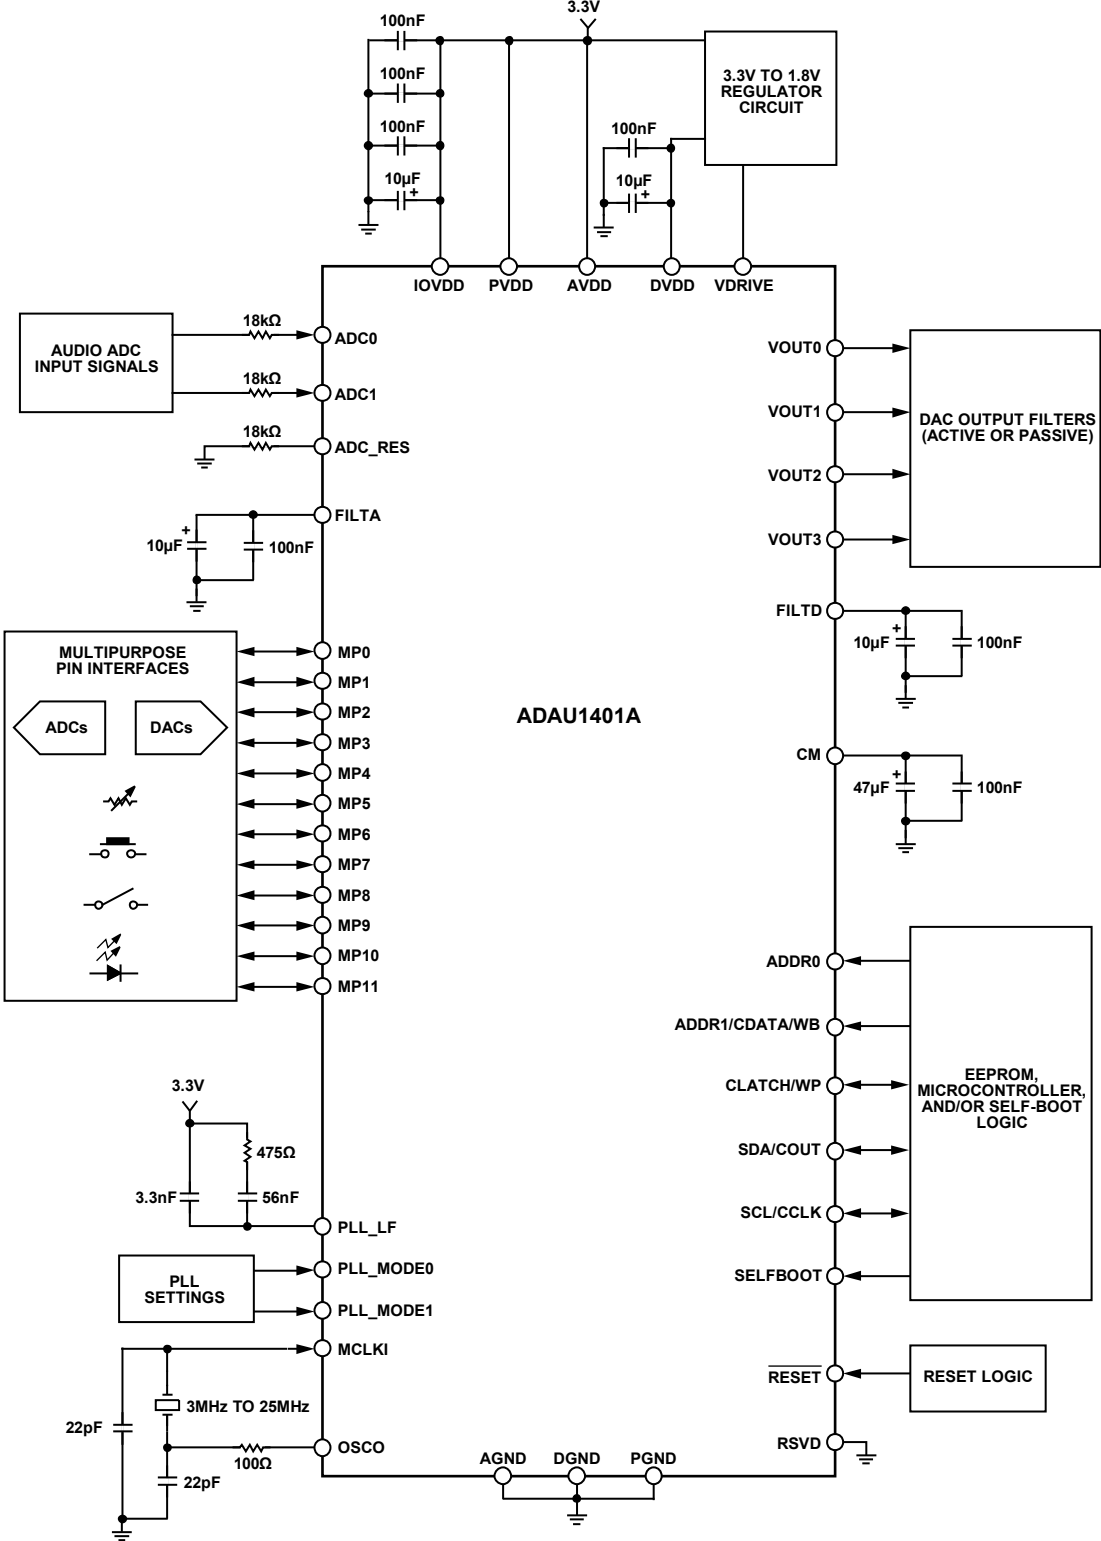 3.3V
100nF
100nF
100nF
10µF
3.3V TO 1.8V
REGULATOR
CIRCUIT
100nF
10µF
+
+
IOVDD
PVDD
AVDD
DVDD
VDRIVE
AUDIO ADC
INPUT SIGNALS
18kΩ
ADC0
18kΩ
ADC1
18kΩ
ADC_RES
FILTA
+
10µF
100nF
VOUT0
VOUT1
VOUT2
VOUT3
DAC OUTPUT FILTERS
(ACTIVE OR PASSIVE)
FILTD
+
10µF
100nF
MULTIPURPOSE
PIN INTERFACES
ADCs
DACs
MP0
MP1
MP2
MP3
MP4
MP5
MP6
MP7
MP8
MP9
MP10
MP11
ADAU1401A
CM
+
47µF
100nF
ADDR0
ADDR1/CDATA/WB
CLATCH/WP
SDA/COUT
SCL/CCLK
SELFBOOT
EEPROM,
MICROCONTROLLER,
AND/OR SELF-BOOT
LOGIC
3.3V
475Ω
3.3nF
56nF
PLL_LF
PLL
SETTINGS
PLL_MODE0
PLL_MODE1
MCLKI
3MHz TO 25MHz
22pF
100Ω
22pF
OSCO
RESET
RESET LOGIC
RSVD
AGND
DGND
PGND